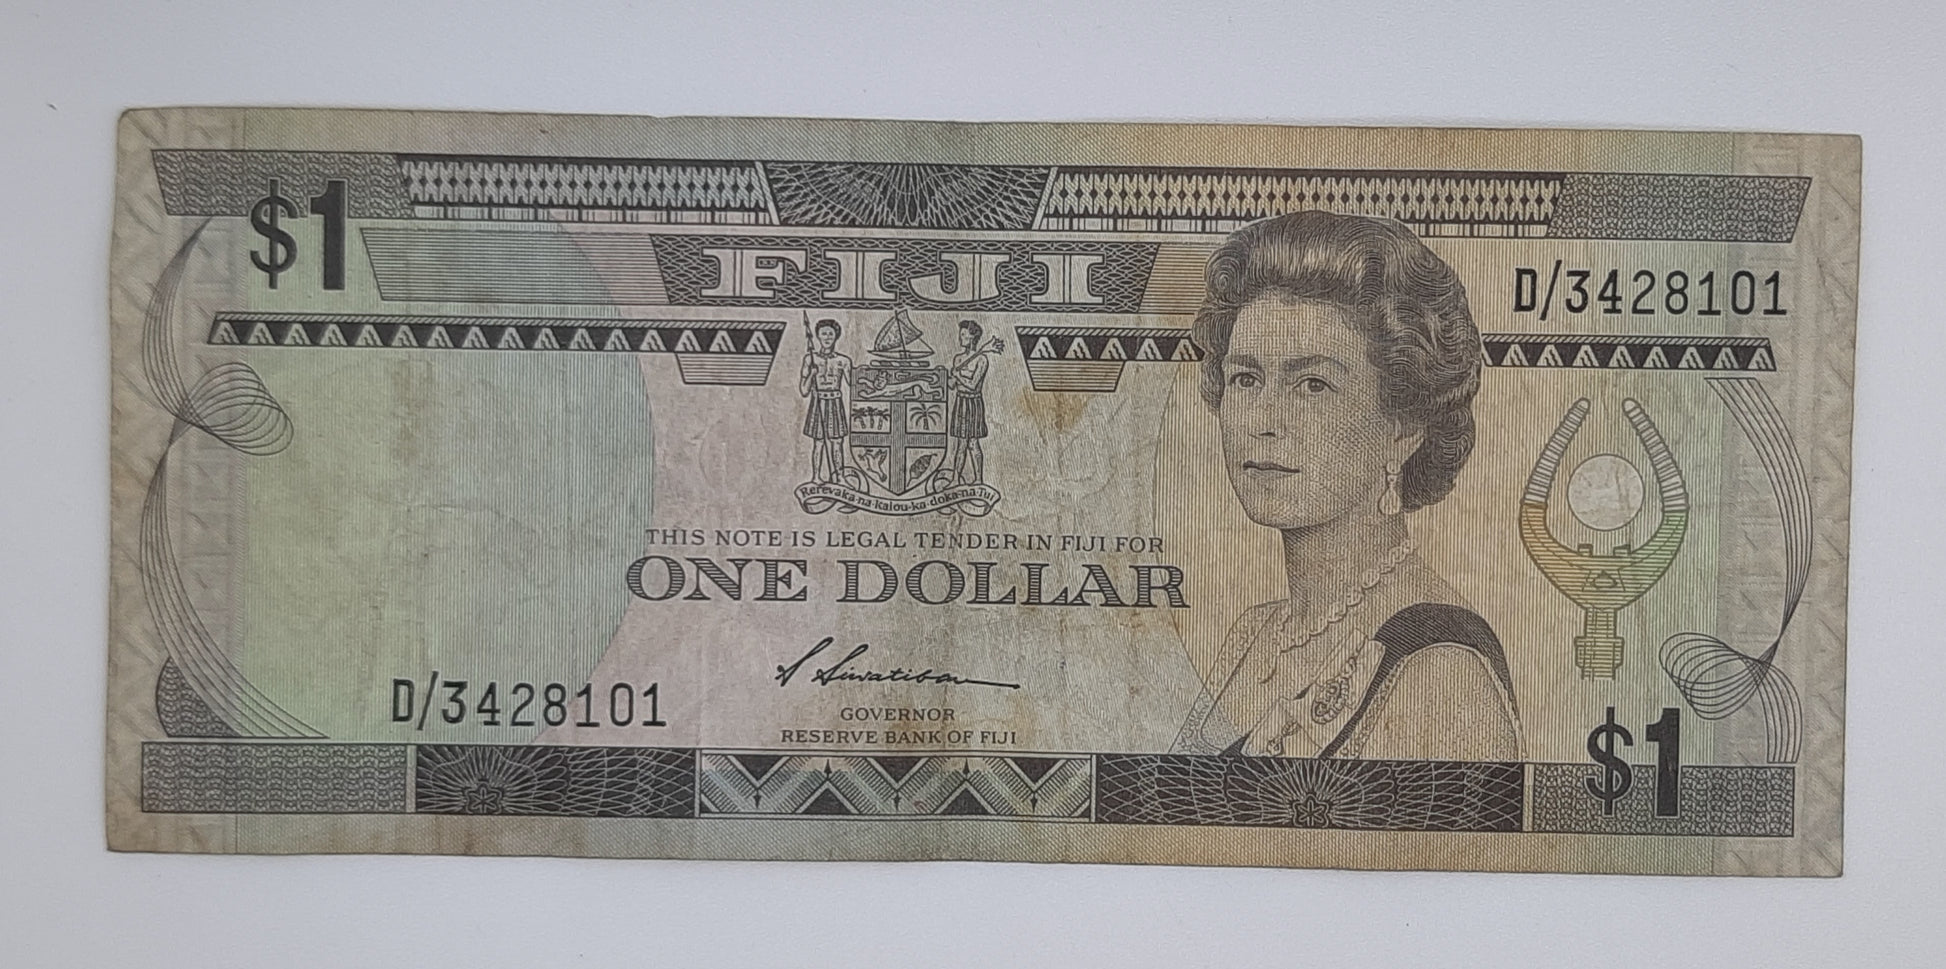 $1
FIJI
D/3428101
Rerevaka·na·kalou·ka·doka·na·Tui
THIS NOTE IS LEGAL TENDER IN FIJI FOR
ONE DOLLAR
S Siwatibau
D/3428101
GOVERNOR
RESERVE BANK OF FIJI
$1